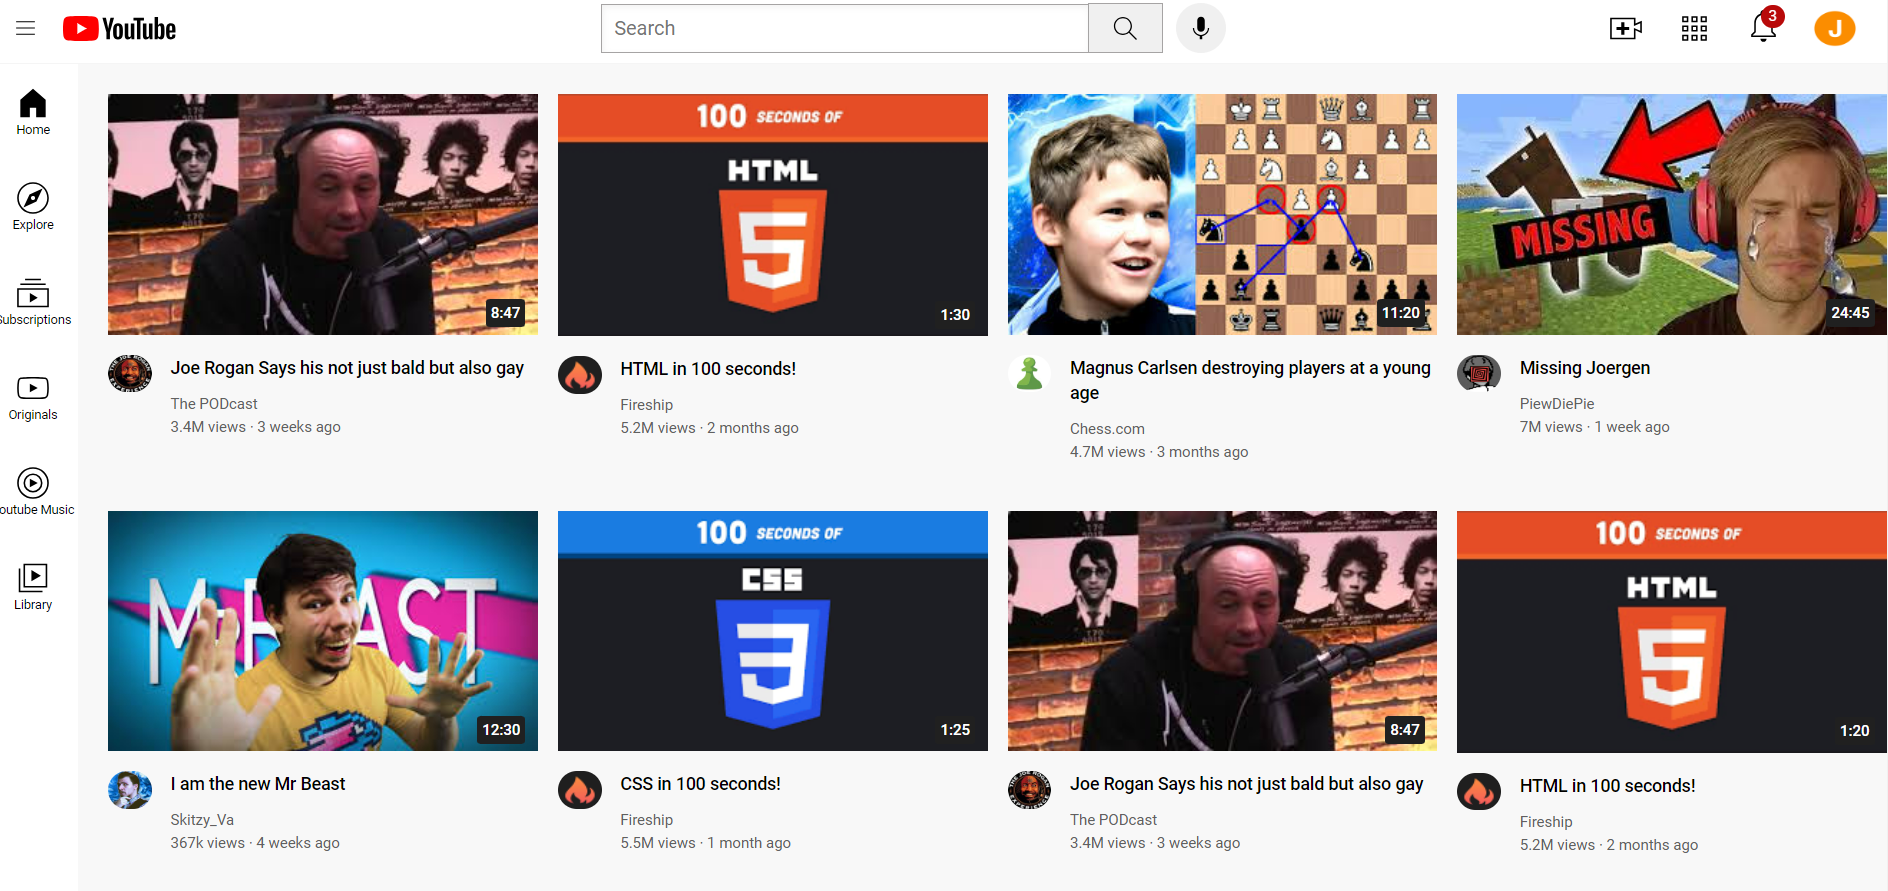 YouTube
Search
3
J
Home
Explore
Subscriptions
Originals
outube Music
Library
8:47
Joe Rogan Says his not just bald but also gay
The PODcast
3.4M views · 3 weeks ago
100 SECONDS OF
HTML
5
1:30
HTML in 100 seconds!
Fireship
5.2M views · 2 months ago
11:20
Magnus Carlsen destroying players at a young
age
Chess.com
4.7M views · 3 months ago
MISSING
24:45
Missing Joergen
PiewDiePie
7M views · 1 week ago
MrBEAST
12:30
I am the new Mr Beast
Skitzy_Va
367k views · 4 weeks ago
100 SECONDS OF
CSS
3
1:25
CSS in 100 seconds!
Fireship
5.5M views · 1 month ago
8:47
Joe Rogan Says his not just bald but also gay
The PODcast
3.4M views · 3 weeks ago
100 SECONDS OF
HTML
5
1:20
HTML in 100 seconds!
Fireship
5.2M views · 2 months ago